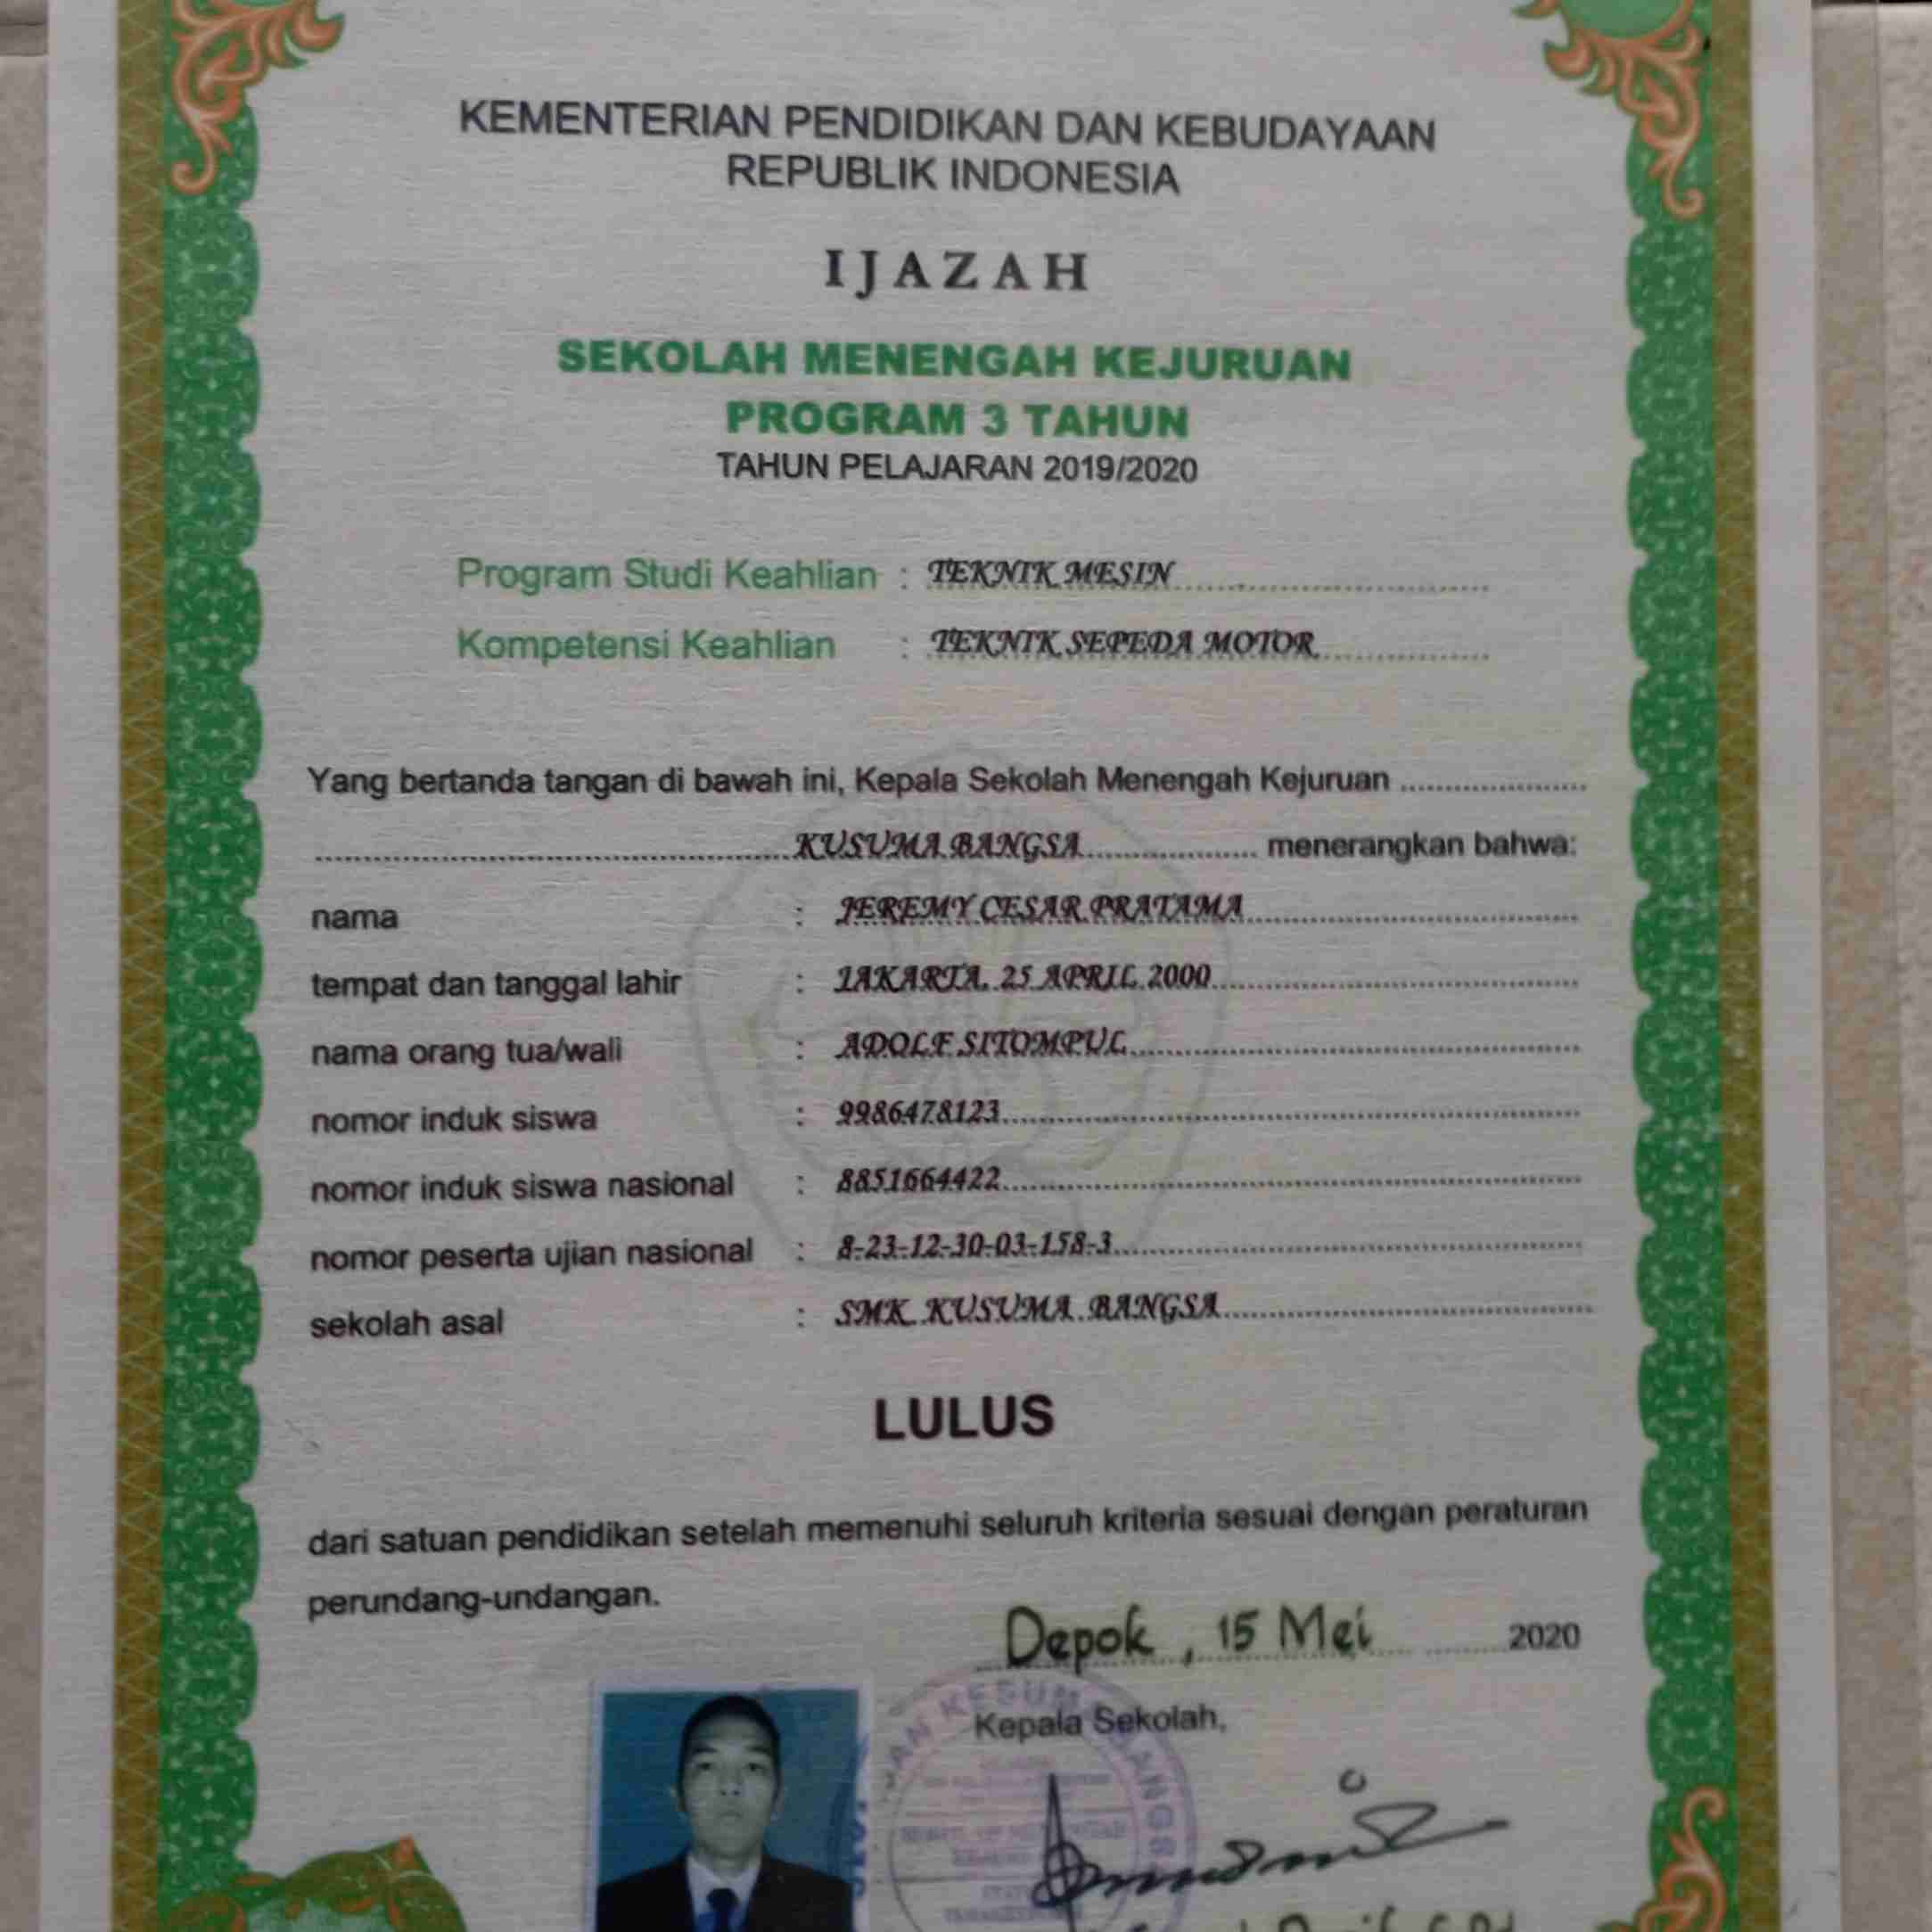 KEMENTERIAN PENDIDIKAN DAN KEBUDAYAAN
REPUBLIK INDONESIA
IJAZAH
SEKOLAH MENENGAH KEJURUAN
PROGRAM 3 TAHUN
TAHUN PELAJARAN 2019/2020
Program Studi Keahlian : TEKNIK MESIN
Kompetensi Keahlian : TEKNIK SEPEDA MOTOR
Yang bertanda tangan di bawah ini, Kepala Sekolah Menengah Kejuruan
KUSUMA BANGSA menerangkan bahwa:
nama : JEREMY CESAR PRATAMA
tempat dan tanggal lahir : JAKARTA, 25 APRIL 2000
nama orang tua/wali : ADOLF SITOMPUL
nomor induk siswa : 9986478123
nomor induk siswa nasional : 8851664422
nomor peserta ujian nasional : 8-23-12-30-03-158-3
sekolah asal : SMK KUSUMA BANGSA
LULUS
dari satuan pendidikan setelah memenuhi seluruh kriteria sesuai dengan peraturan
perundang-undangan.
Depok, 15 Mei 2020
Kepala Sekolah,
KESUMA BANGSA